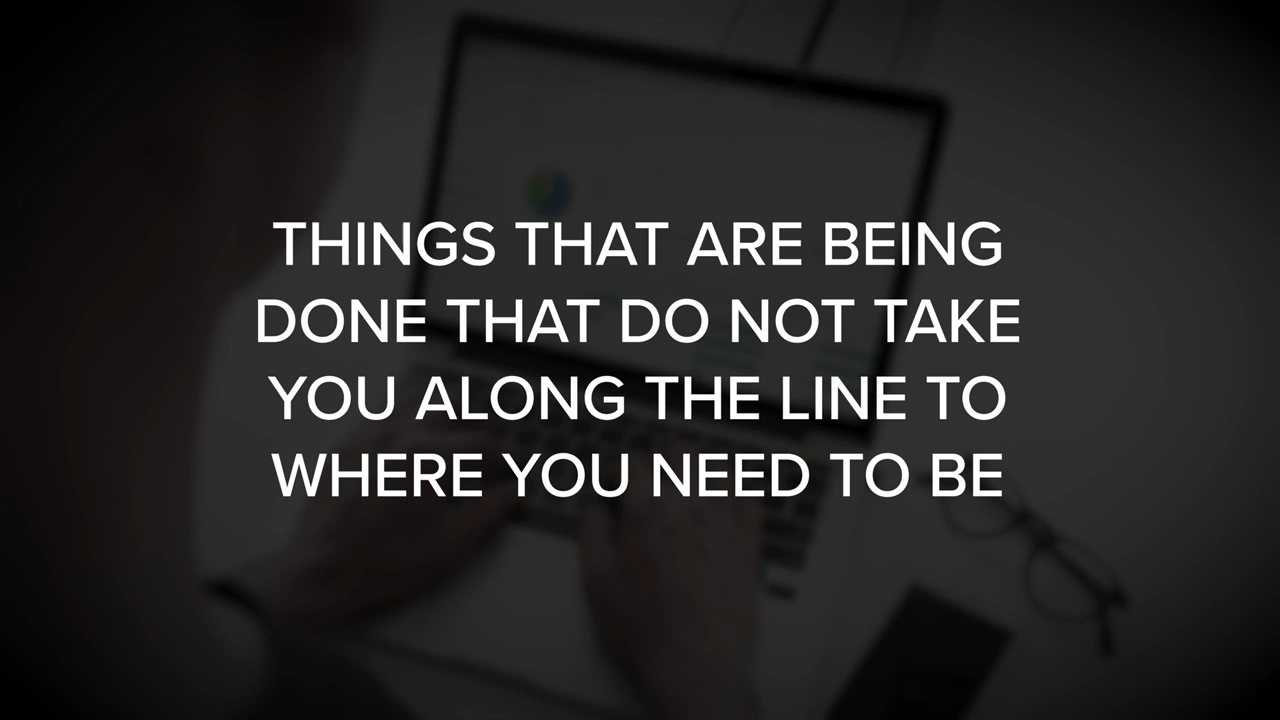 THINGS THAT ARE BEING
DONE THAT DO NOT TAKE
YOU ALONG THE LINE TO
WHERE YOU NEED TO BE